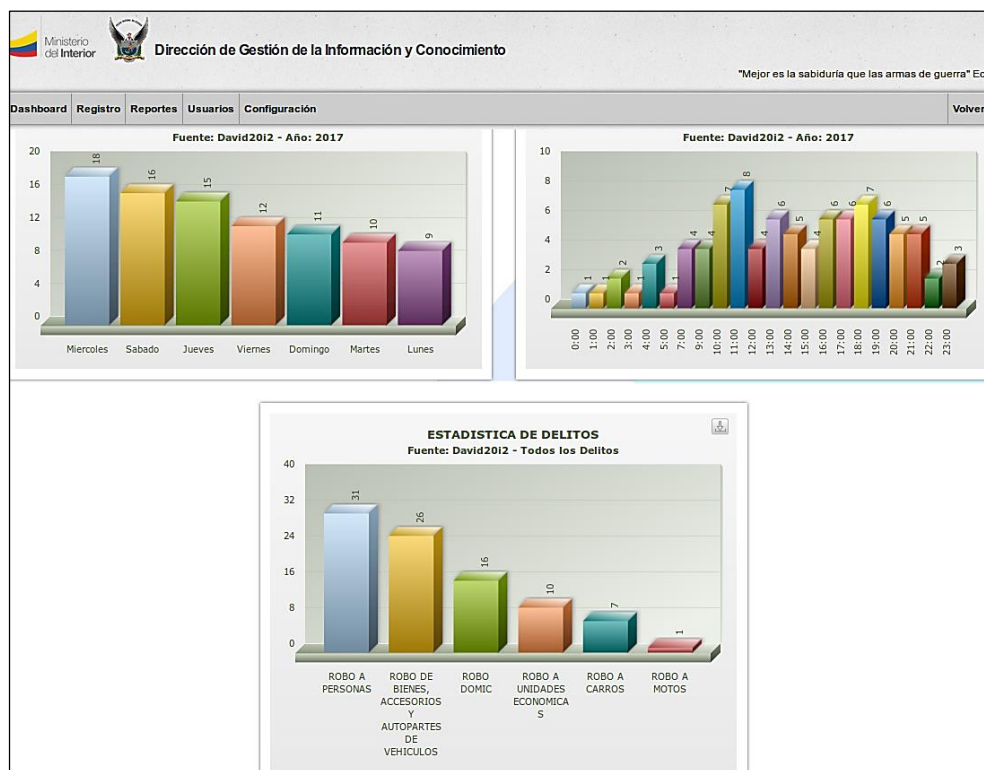 Ministerio
del Interior
Dirección de Gestión de la Información y Conocimiento
"Mejor es la sabiduría que las armas de guerra" Ec
Dashboard Registro Reportes Usuarios Configuración Volver
Fuente: David20i2 - Año: 2017
20
16
12
8
4
0
18
16
15
12
11
10
9
Miercoles Sabado Jueves Viernes Domingo Martes Lunes
Fuente: David20i2 - Año: 2017
10
8
6
4
2
0
1
1
2
1
3
1
4
4
7
8
4
6
5
4
6
6
7
6
5
5
2
3
0:00 1:00 2:00 3:00 4:00 5:00 7:00 9:00 10:00 11:00 12:00 13:00 14:00 15:00 16:00 17:00 18:00 19:00 20:00 21:00 22:00 23:00
ESTADISTICA DE DELITOS
Fuente: David20i2 - Todos los Delitos
40
32
24
16
8
0
31
26
16
10
7
1
ROBO A
PERSONAS
ROBO DE
BIENES,
ACCESORIOS
Y
AUTOPARTES
DE
VEHICULOS
ROBO
DOMIC
ROBO A
UNIDADES
ECONOMICA
S
ROBO A
CARROS
ROBO A
MOTOS